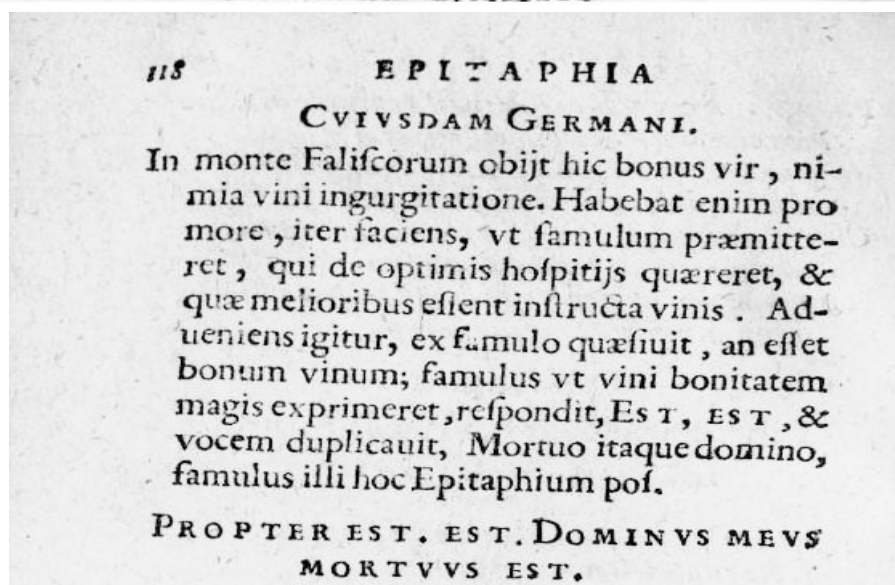 118 EPITAPHIA
CVIVSDAM GERMANI.
In monte Faliſcorum obijt hic bonus vir, ni-
mia vini ingurgitatione. Habebat enim pro
more, iter faciens, vt famulum præmitte-
ret, qui de optimis hoſpitijs quæreret, &
quæ melioribus eſſent inſtructa vinis. Ad-
ueniens igitur, ex famulo quæſiuit, an eſſet
bonum vinum; famulus vt vini bonitatem
magis exprimeret, reſpondit, EST, EST, &
vocem duplicauit, Mortuo itaque domino,
famulus illi hoc Epitaphium poſ.
PROPTER EST. EST. DOMINVS MEVS
MORTVVS EST.